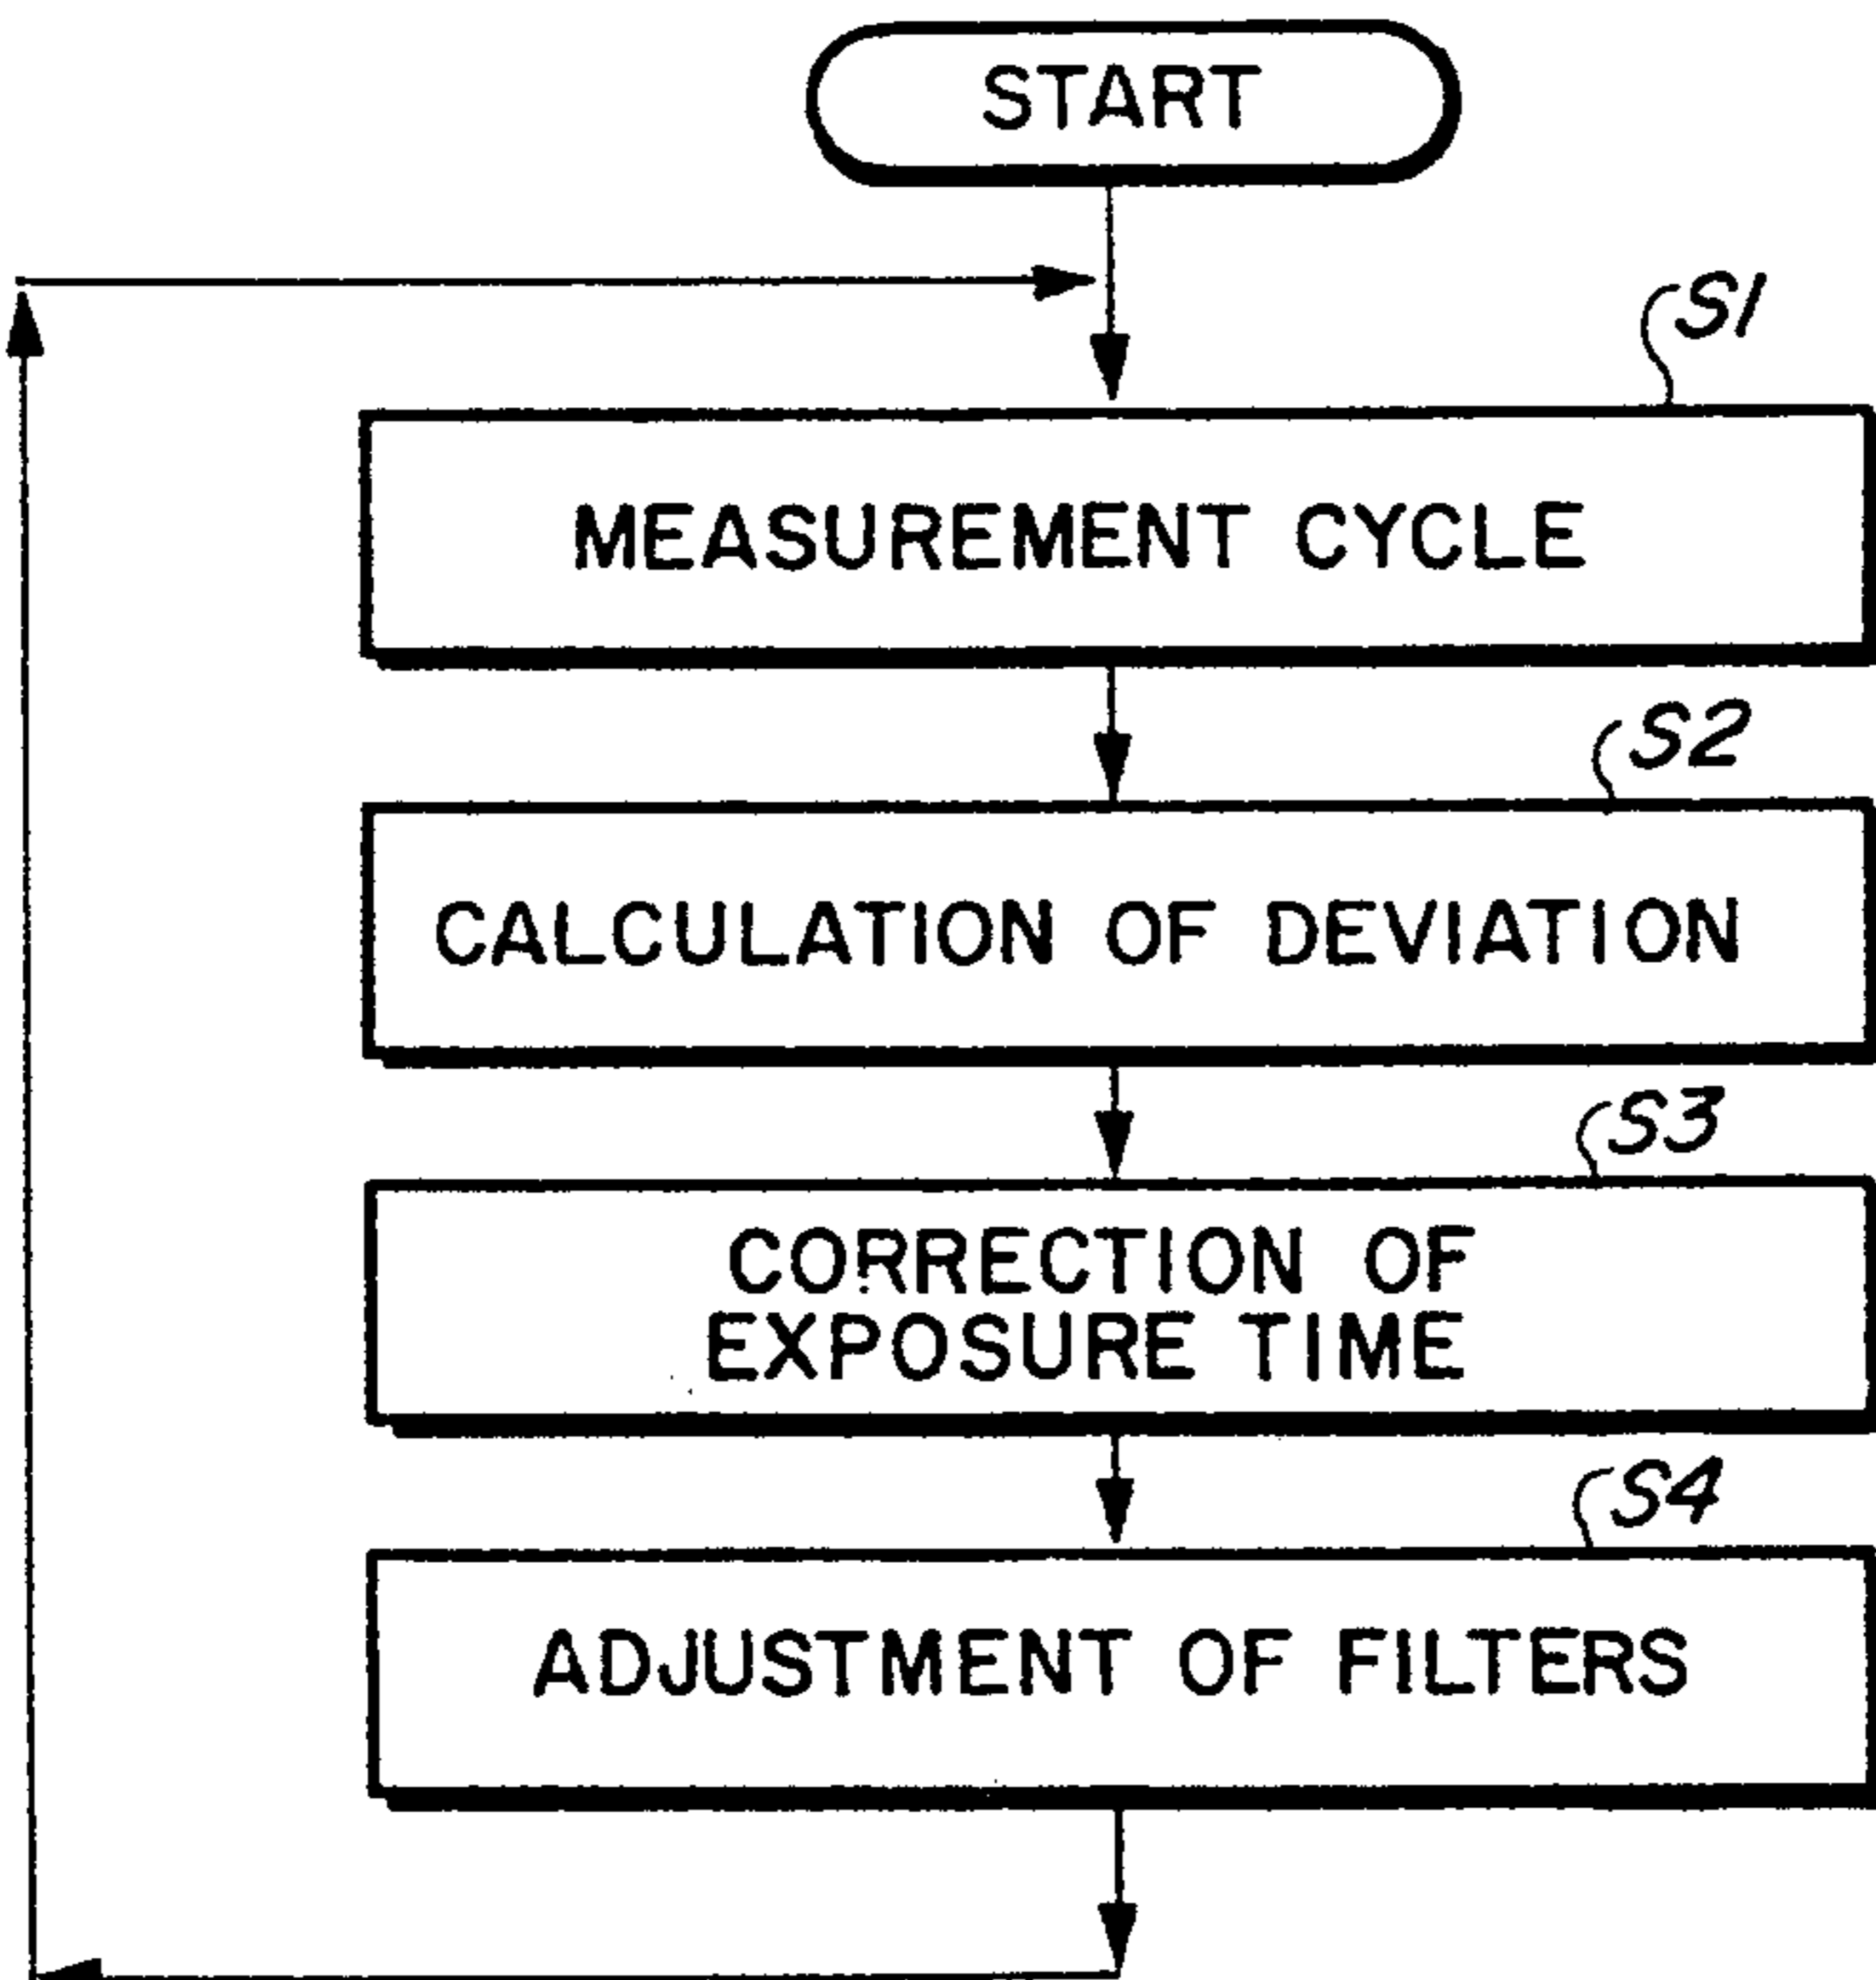 START
S1
MEASUREMENT CYCLE
S2
CALCULATION OF DEVIATION
S3
CORRECTION OF
EXPOSURE TIME
S4
ADJUSTMENT OF FILTERS